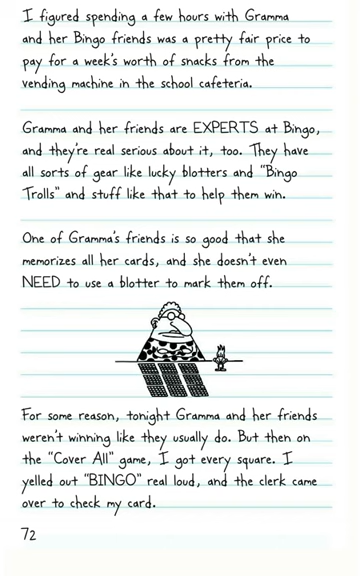 I figured spending a few hours with Gramma
and her Bingo friends was a pretty fair price to
pay for a week's worth of snacks from the
vending machine in the school cafeteria.
Gramma and her friends are EXPERTS at Bingo,
and they're real serious about it, too. They have
all sorts of gear like lucky blotters and "Bingo
Trolls" and stuff like that to help them win.
One of Gramma's friends is so good that she
memorizes all her cards, and she doesn't even
NEED to use a blotter to mark them off.
For some reason, tonight Gramma and her friends
weren't winning like they usually do. But then on
the "Cover All" game, I got every square. I
yelled out "BINGO" real loud, and the clerk came
over to check my card.
72